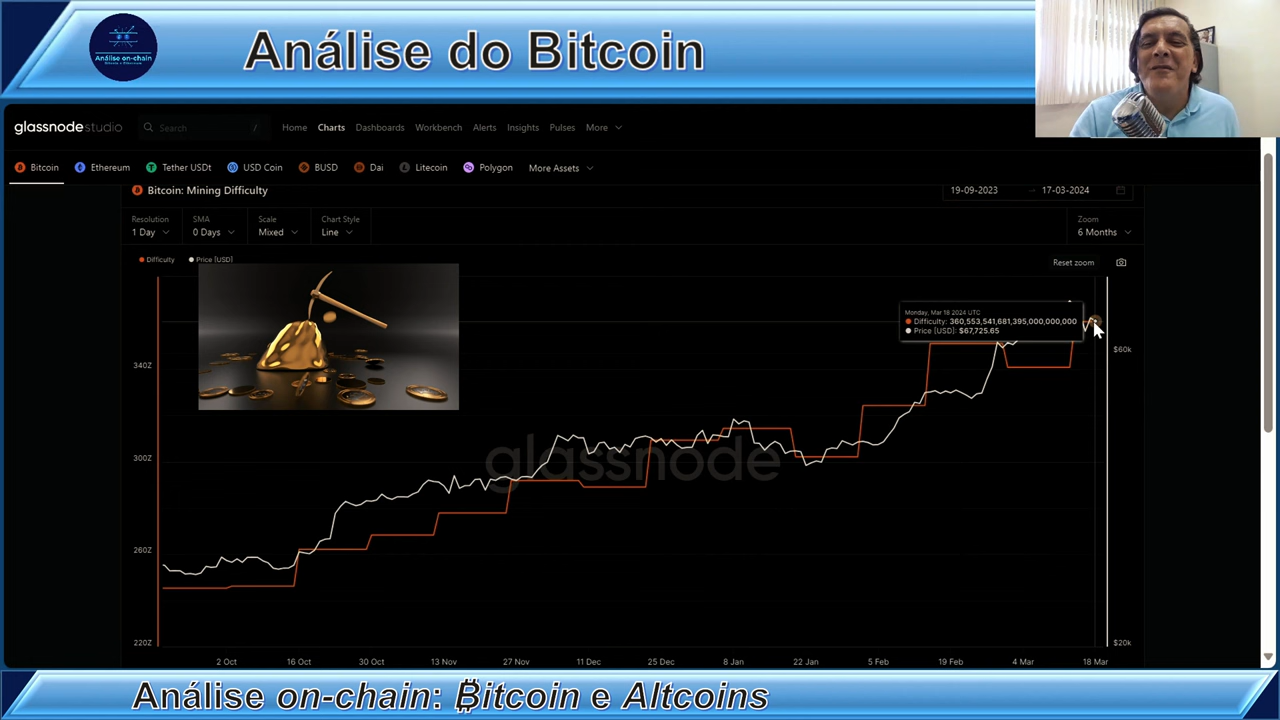 Análise do Bitcoin
Análise on-chain
Bitcoin e Altcoins
glassnodestudio
Search /
Home Charts Dashboards Workbench Alerts Insights Pulses More
Bitcoin Ethereum Tether USDt USD Coin BUSD Dai Litecoin Polygon More Assets
Bitcoin: Mining Difficulty
19-09-2023 → 17-03-2024
Resolution SMA Scale Chart Style Zoom
1 Day 0 Days Mixed Line 6 Months
Difficulty Price [USD]
Reset zoom
Monday, Mar 18 2024 UTC
Difficulty: 360,553,541,681,395,000,000,000
Price [USD]: $67,725.65
$60k
340Z
300Z
glassnode
260Z
220Z
$20k
2 Oct 16 Oct 30 Oct 13 Nov 27 Nov 11 Dec 25 Dec 8 Jan 22 Jan 5 Feb 19 Feb 4 Mar 18 Mar
Análise on-chain: ₿itcoin e Altcoins